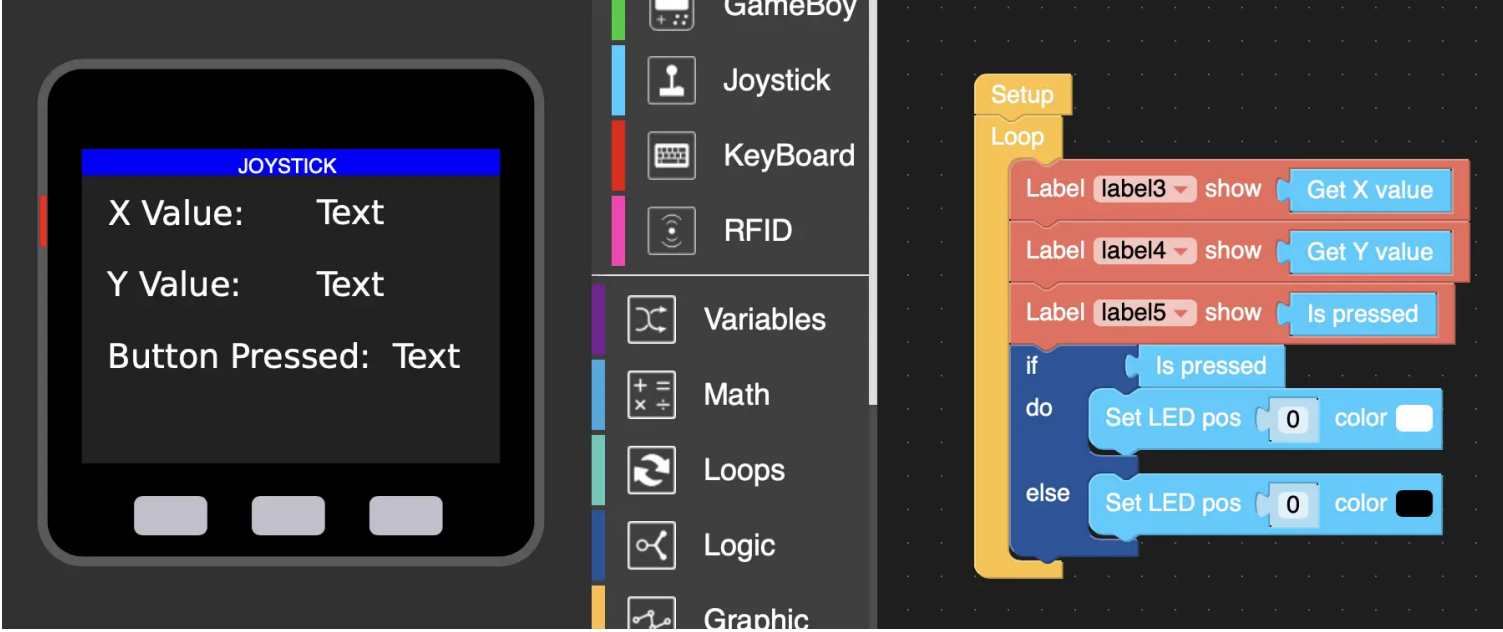 JOYSTICK
X Value: Text
Y Value: Text
Button Pressed: Text
GameBoy
Joystick
KeyBoard
RFID
Variables
Math
Loops
Logic
Graphic
Setup
Loop
Label label3 show Get X value
Label label4 show Get Y value
Label label5 show Is pressed
if Is pressed
do Set LED pos 0 color
else Set LED pos 0 color